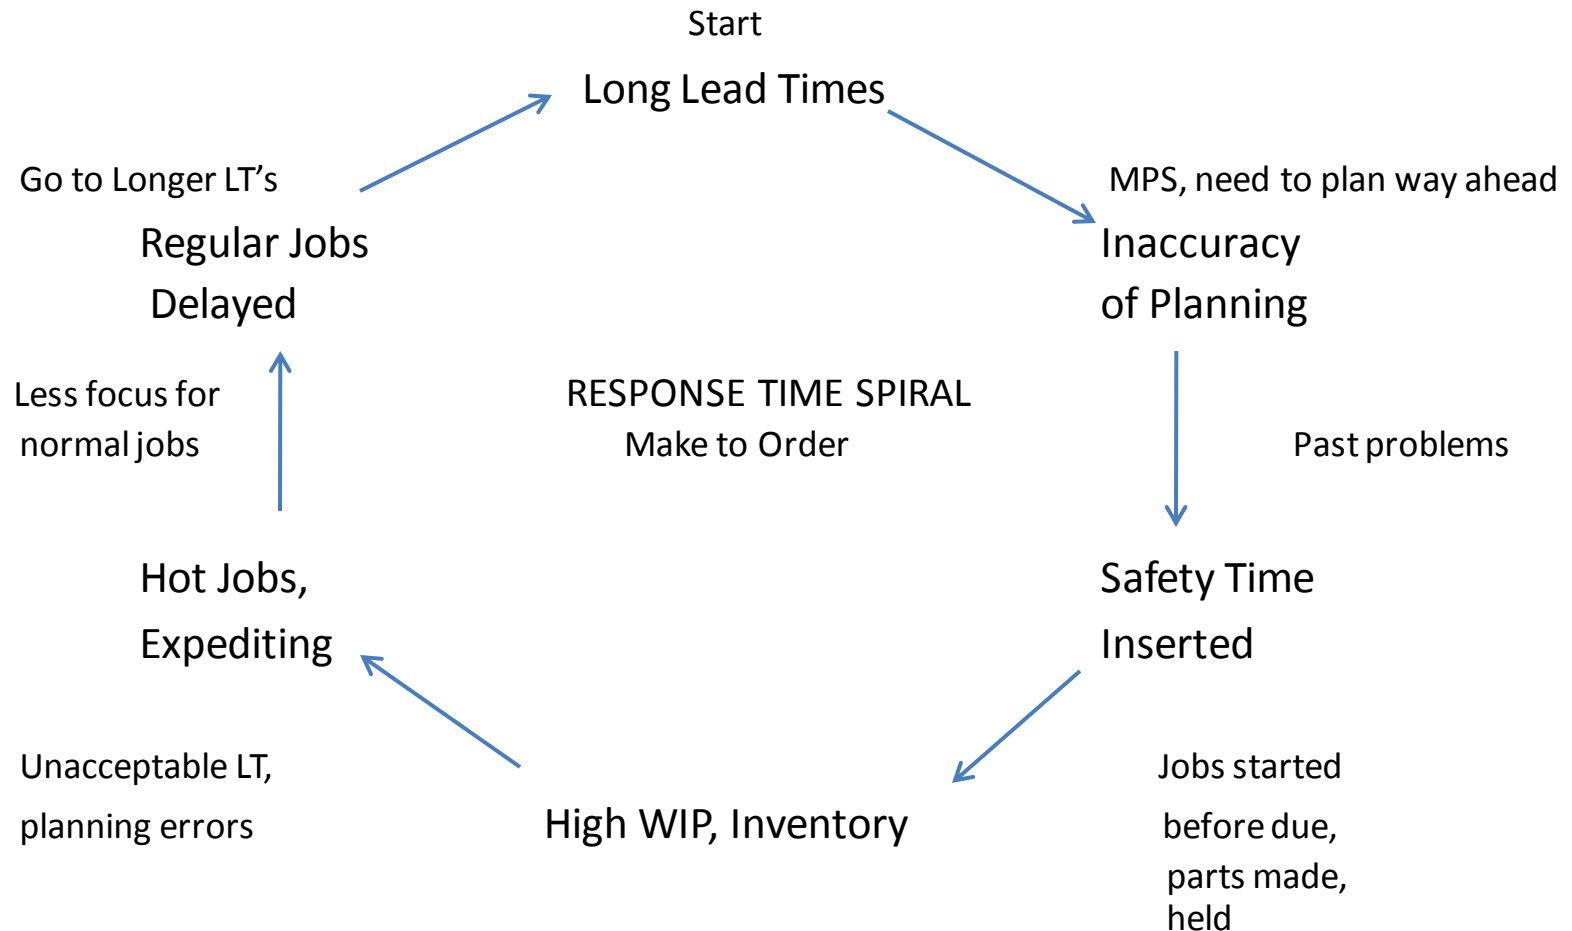 Start
Long Lead Times
MPS, need to plan way ahead
Inaccuracy
of Planning
Past problems
Safety Time
Inserted
Jobs started
before due,
parts made,
held
High WIP, Inventory
Unacceptable LT,
planning errors
Hot Jobs,
Expediting
Less focus for
normal jobs
Regular Jobs
Delayed
Go to Longer LT’s
RESPONSE TIME SPIRAL
Make to Order